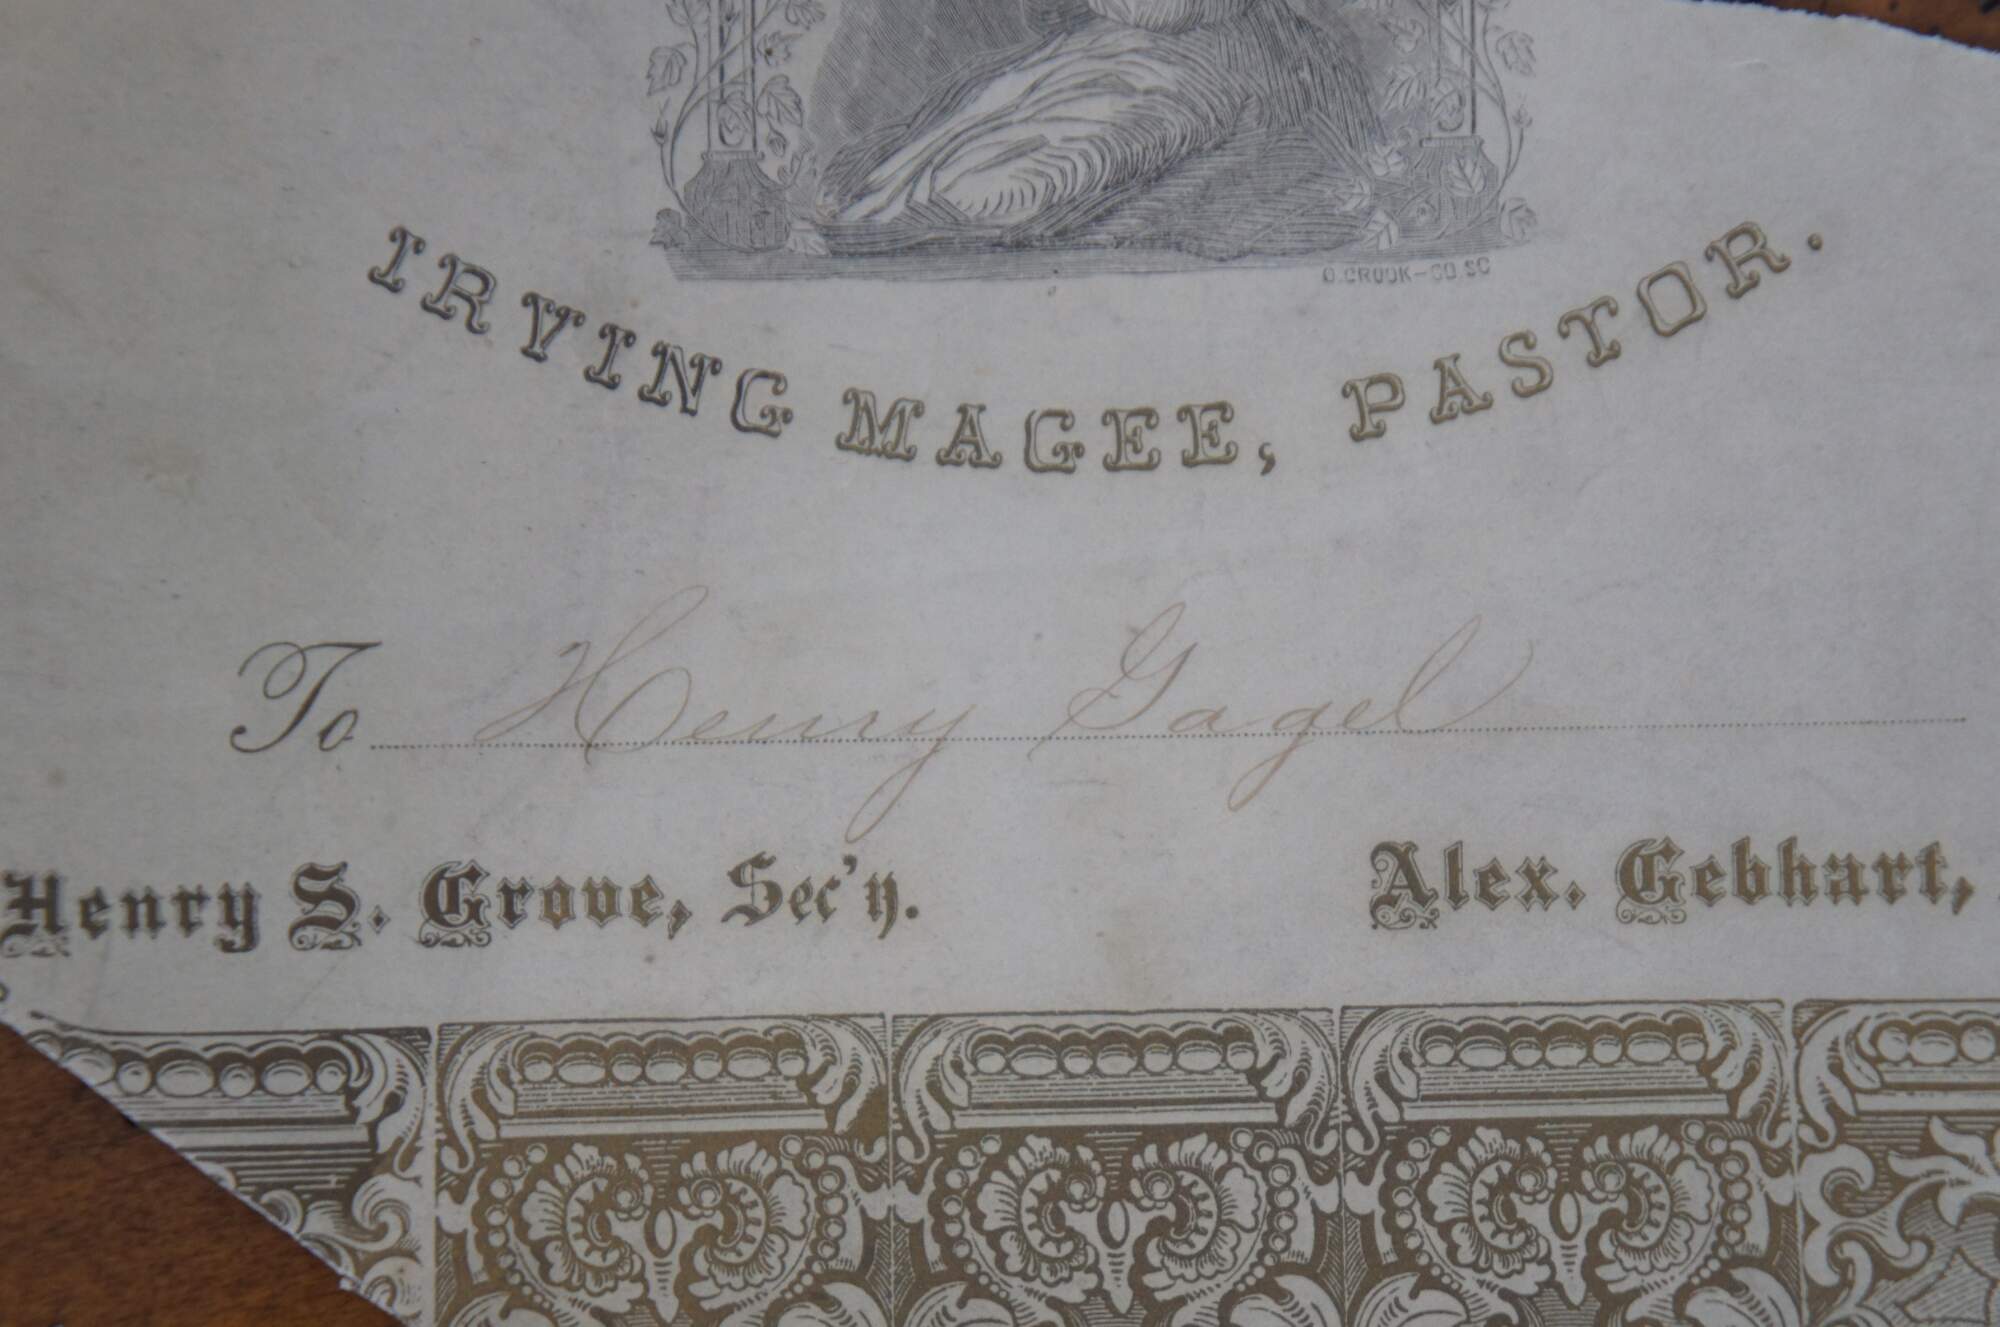 O. CROOK-CO. SC
IRVING MAGEE, PASTOR.
To Henry Gagel
Henry S. Grove, Sec'y. Alex. Gebhart,